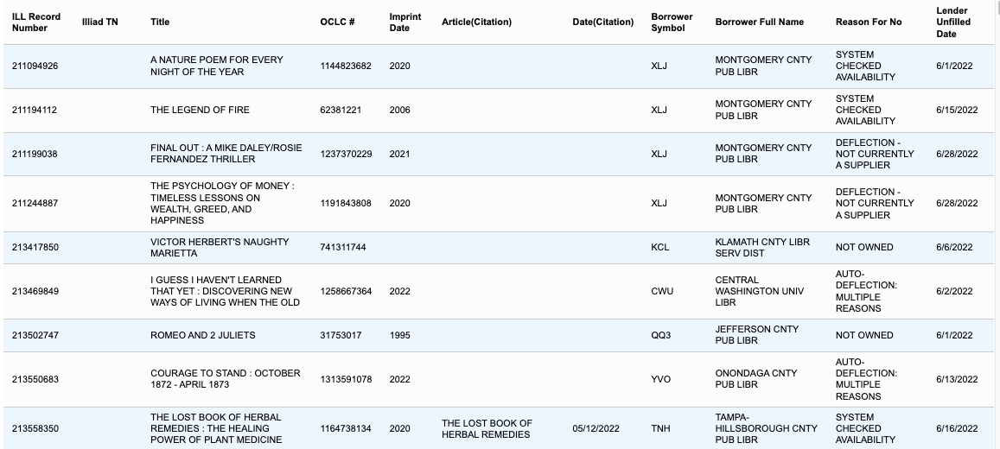 ILL Record Number Illiad TN Title OCLC # Imprint Date Article(Citation) Date(Citation) Borrower Symbol Borrower Full Name Reason For No Lender Unfilled Date
211094926 A NATURE POEM FOR EVERY NIGHT OF THE YEAR 1144823682 2020 XLJ MONTGOMERY CNTY PUB LIBR SYSTEM CHECKED AVAILABILITY 6/1/2022
211194112 THE LEGEND OF FIRE 62381221 2006 XLJ MONTGOMERY CNTY PUB LIBR SYSTEM CHECKED AVAILABILITY 6/15/2022
211199038 FINAL OUT : A MIKE DALEY/ROSIE FERNANDEZ THRILLER 1237370229 2021 XLJ MONTGOMERY CNTY PUB LIBR DEFLECTION - NOT CURRENTLY A SUPPLIER 6/28/2022
211244887 THE PSYCHOLOGY OF MONEY : TIMELESS LESSONS ON WEALTH, GREED, AND HAPPINESS 1191843808 2020 XLJ MONTGOMERY CNTY PUB LIBR DEFLECTION - NOT CURRENTLY A SUPPLIER 6/28/2022
213417850 VICTOR HERBERT'S NAUGHTY MARIETTA 741311744 KCL KLAMATH CNTY LIBR SERV DIST NOT OWNED 6/6/2022
213469849 I GUESS I HAVEN'T LEARNED THAT YET : DISCOVERING NEW WAYS OF LIVING WHEN THE OLD 1258667364 2022 CWU CENTRAL WASHINGTON UNIV LIBR AUTO-DEFLECTION: MULTIPLE REASONS 6/2/2022
213502747 ROMEO AND 2 JULIETS 31753017 1995 QQ3 JEFFERSON CNTY PUB LIBR NOT OWNED 6/1/2022
213550683 COURAGE TO STAND : OCTOBER 1872 - APRIL 1873 1313591078 2022 YVO ONONDAGA CNTY PUB LIBR AUTO-DEFLECTION: MULTIPLE REASONS 6/13/2022
213558350 THE LOST BOOK OF HERBAL REMEDIES : THE HEALING POWER OF PLANT MEDICINE 1164738134 2020 THE LOST BOOK OF HERBAL REMEDIES 05/12/2022 TNH TAMPA-HILLSBOROUGH CNTY PUB LIBR SYSTEM CHECKED AVAILABILITY 6/16/2022